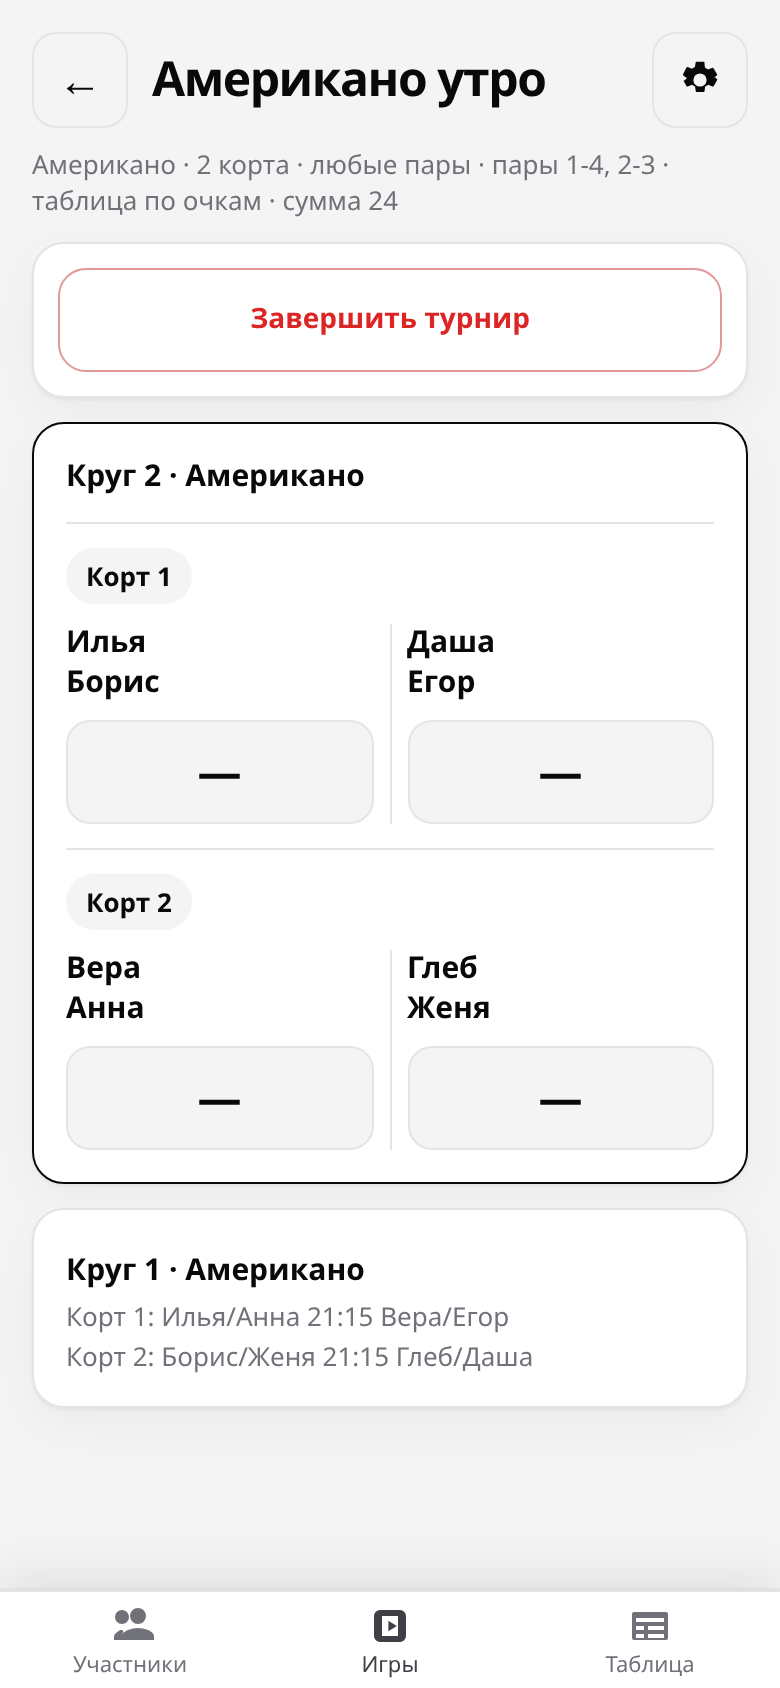 ← Американо утро
Американо · 2 корта · любые пары · пары 1-4, 2-3 ·
таблица по очкам · сумма 24
Завершить турнир
Круг 2 · Американо
Корт 1
Илья
Борис
Даша
Егор
—
—
Корт 2
Вера
Анна
Глеб
Женя
—
—
Круг 1 · Американо
Корт 1: Илья/Анна 21:15 Вера/Егор
Корт 2: Борис/Женя 21:15 Глеб/Даша
Участники
Игры
Таблица